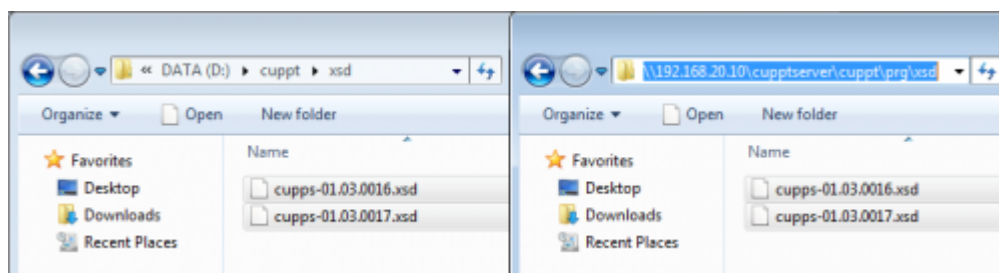 « DATA (D:) ▸ cuppt ▸ xsd
Organize ▾ Open New folder
Favorites
Desktop
Downloads
Recent Places
Name
cupps-01.03.0016.xsd
cupps-01.03.0017.xsd
\\192.168.20.10\cupptserver\cuppt\prg\xsd
Organize ▾ Open New folder
Favorites
Desktop
Downloads
Recent Places
Name
cupps-01.03.0016.xsd
cupps-01.03.0017.xsd